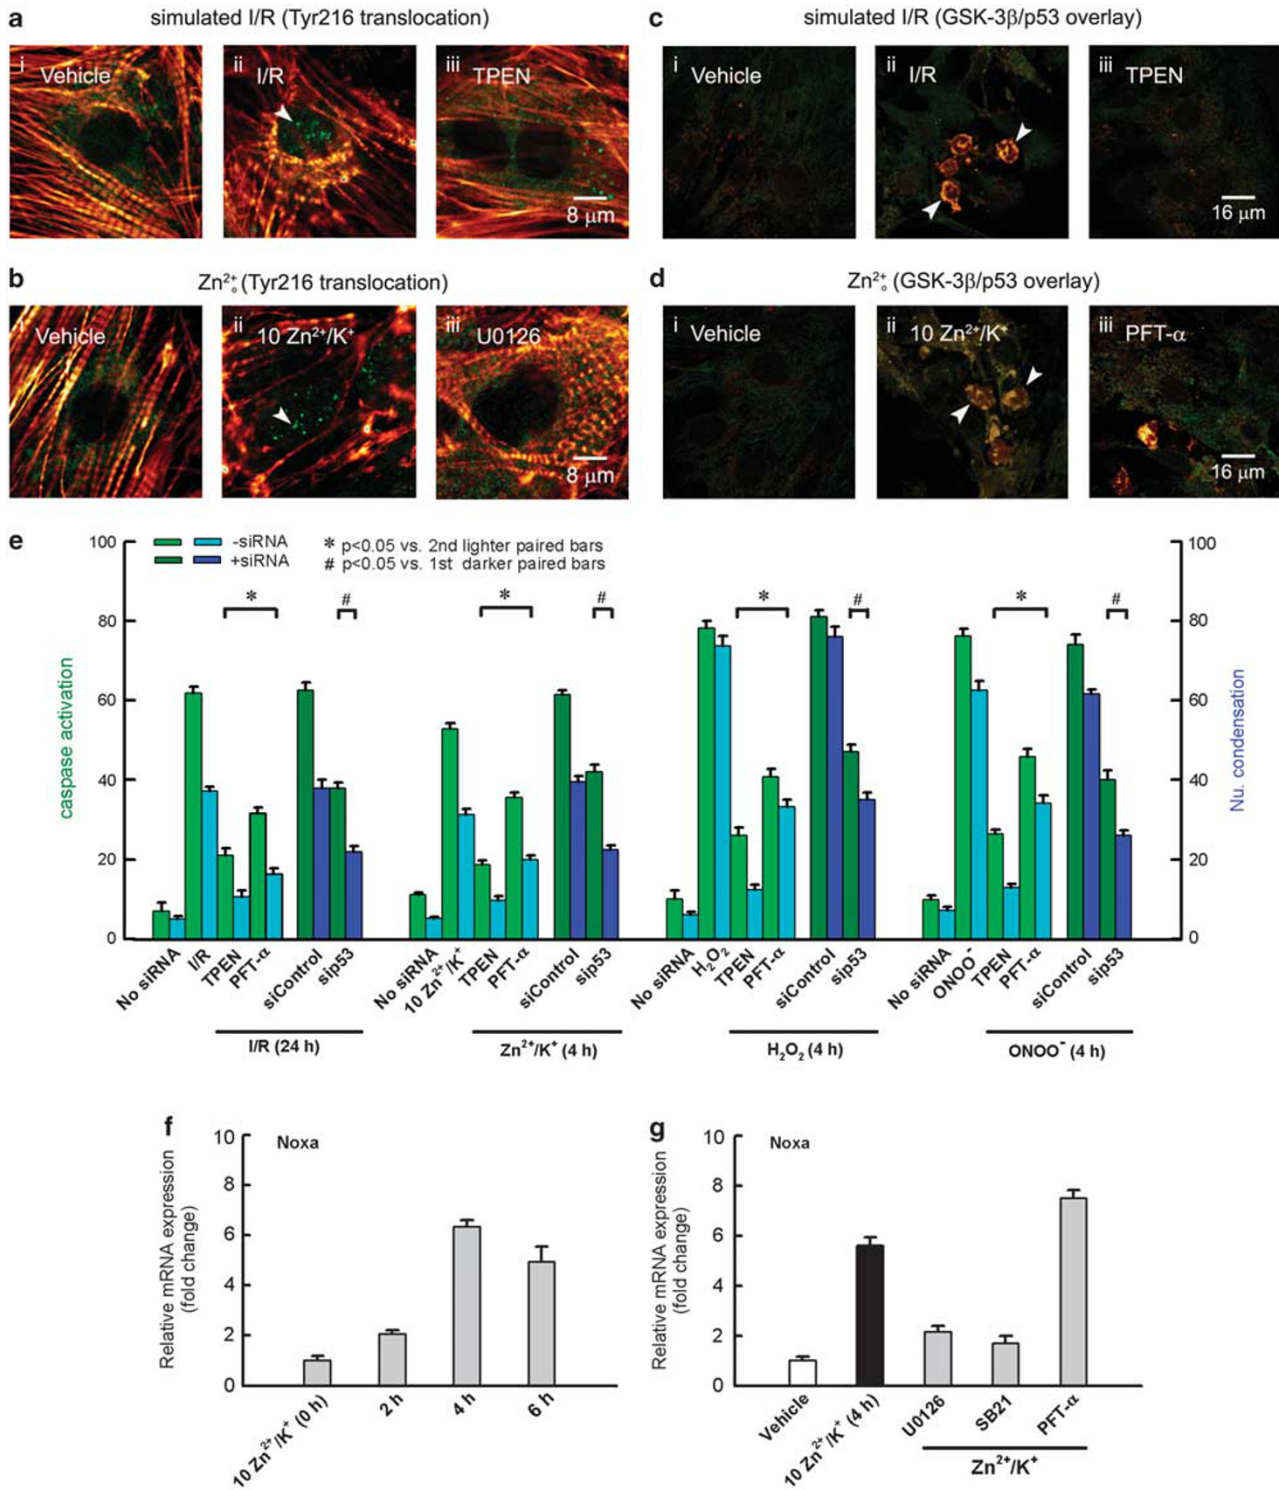 a simulated I/R (Tyr216 translocation)
i Vehicle
ii I/R
iii TPEN
8 μm
b Zn²⁺ₒ (Tyr216 translocation)
i Vehicle
ii 10 Zn²⁺/K⁺
iii U0126
8 μm
c simulated I/R (GSK-3β/p53 overlay)
i Vehicle
ii I/R
iii TPEN
16 μm
d Zn²⁺ₒ (GSK-3β/p53 overlay)
i Vehicle
ii 10 Zn²⁺/K⁺
iii PFT-α
16 μm
e
-siRNA
+siRNA
* p<0.05 vs. 2nd lighter paired bars
# p<0.05 vs. 1st darker paired bars
caspase activation
100
80
60
40
20
0
* # * # * # * #
100
80
60
40
20
0
Nu. condensation
No siRNA I/R TPEN PFT-α siControl sip53
I/R (24 h)
No siRNA 10 Zn²⁺/K⁺ TPEN PFT-α siControl sip53
Zn²⁺/K⁺ (4 h)
No siRNA H₂O₂ TPEN PFT-α siControl sip53
H₂O₂ (4 h)
No siRNA ONOO⁻ TPEN PFT-α siControl sip53
ONOO⁻ (4 h)
f
Noxa
Relative mRNA expression
(fold change)
10
8
6
4
2
0
10 Zn²⁺/K⁺ (0 h) 2 h 4 h 6 h
g
Noxa
Relative mRNA expression
(fold change)
10
8
6
4
2
0
Vehicle 10 Zn²⁺/K⁺ (4 h) U0126 SB21 PFT-α
Zn²⁺/K⁺